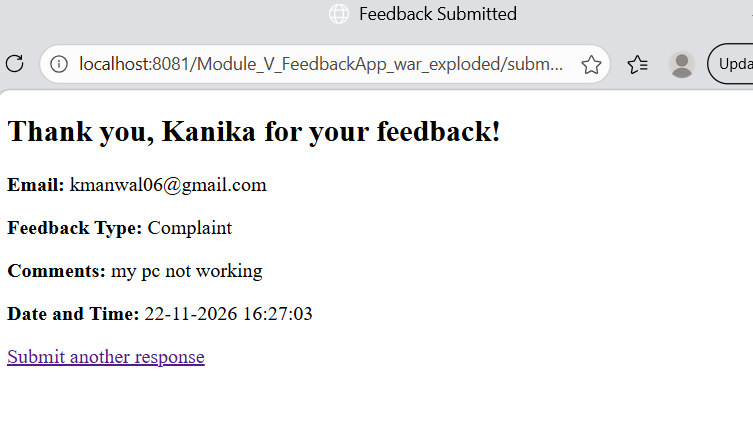 Feedback Submitted
localhost:8081/Module_V_FeedbackApp_war_exploded/subm...
Upda
Thank you, Kanika for your feedback!
Email: kmanwal06@gmail.com
Feedback Type: Complaint
Comments: my pc not working
Date and Time: 22-11-2026 16:27:03
Submit another response